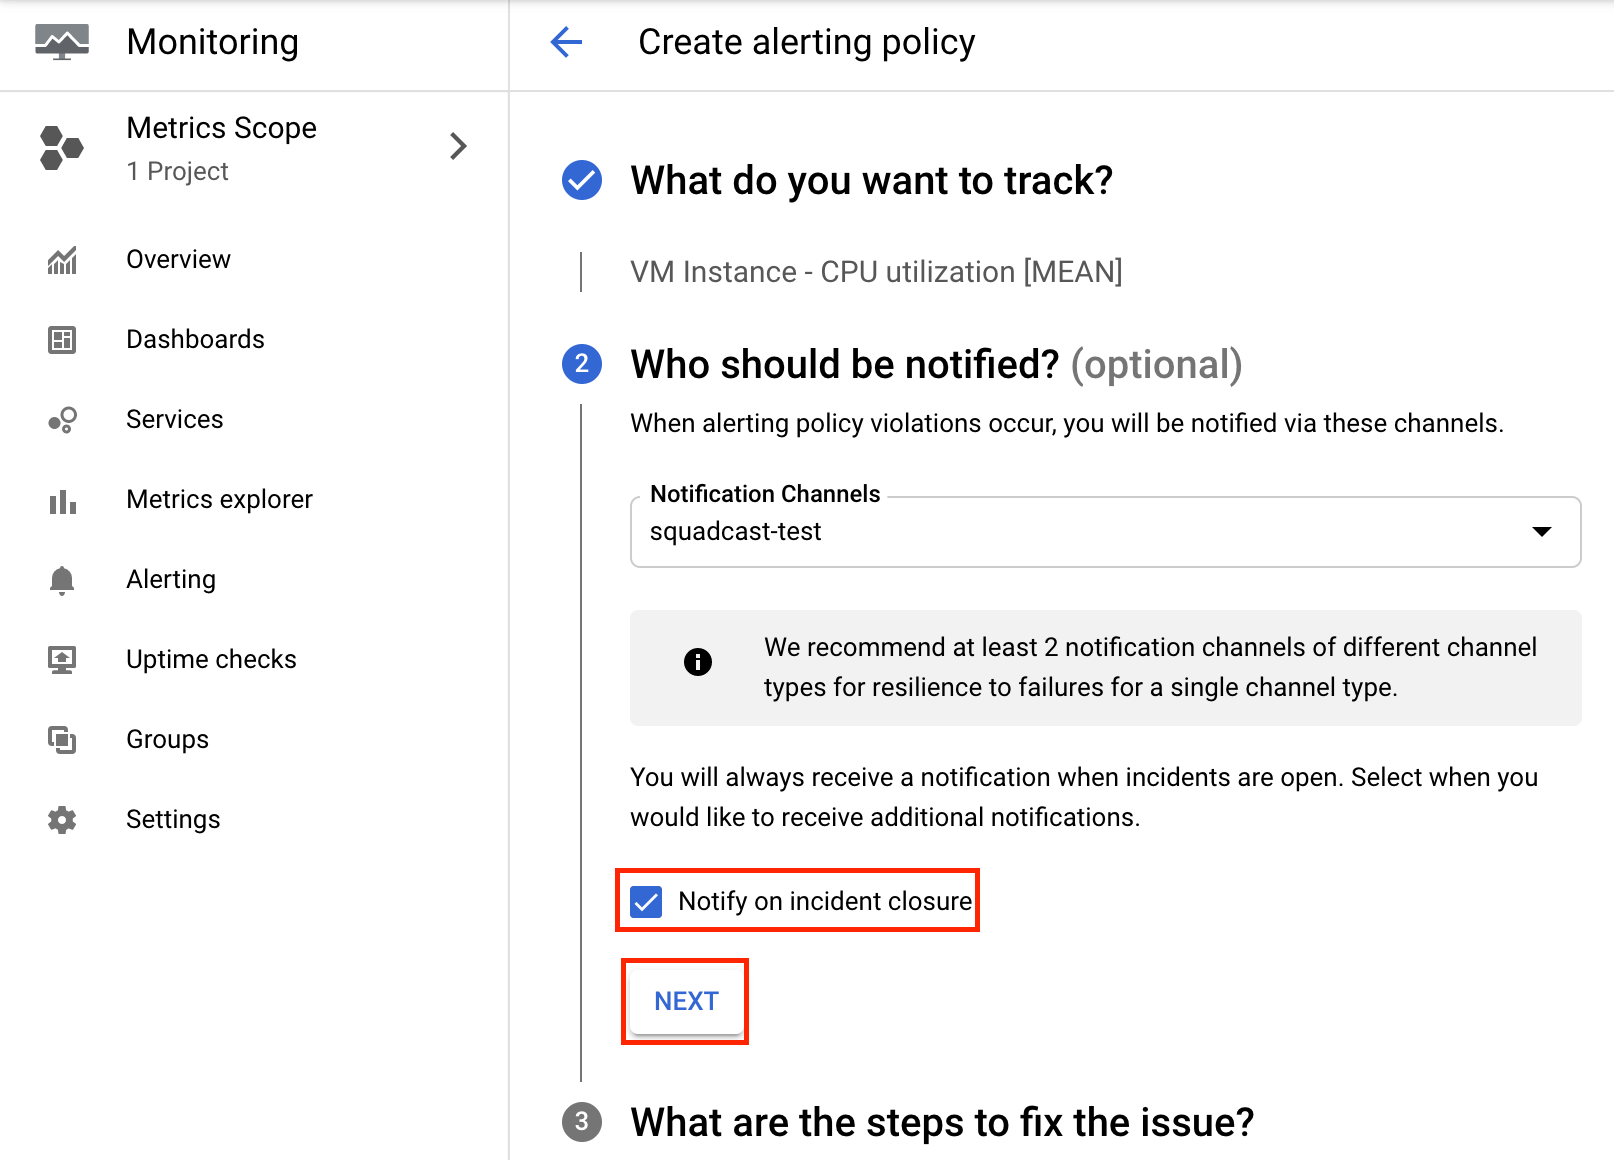 Monitoring
Create alerting policy
Metrics Scope
1 Project
Overview
Dashboards
Services
Metrics explorer
Alerting
Uptime checks
Groups
Settings
What do you want to track?
VM Instance - CPU utilization [MEAN]
2
Who should be notified? (optional)
When alerting policy violations occur, you will be notified via these channels.
Notification Channels
squadcast-test
We recommend at least 2 notification channels of different channel
types for resilience to failures for a single channel type.
You will always receive a notification when incidents are open. Select when you
would like to receive additional notifications.
Notify on incident closure
NEXT
3
What are the steps to fix the issue?